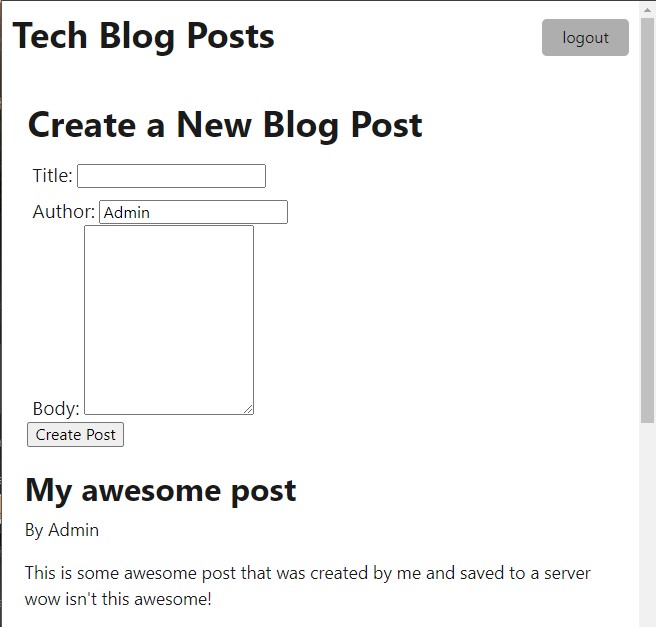 Tech Blog Posts
logout
Create a New Blog Post
Title:
Author: Admin
Body:
Create Post
My awesome post
By Admin
This is some awesome post that was created by me and saved to a server
wow isn't this awesome!